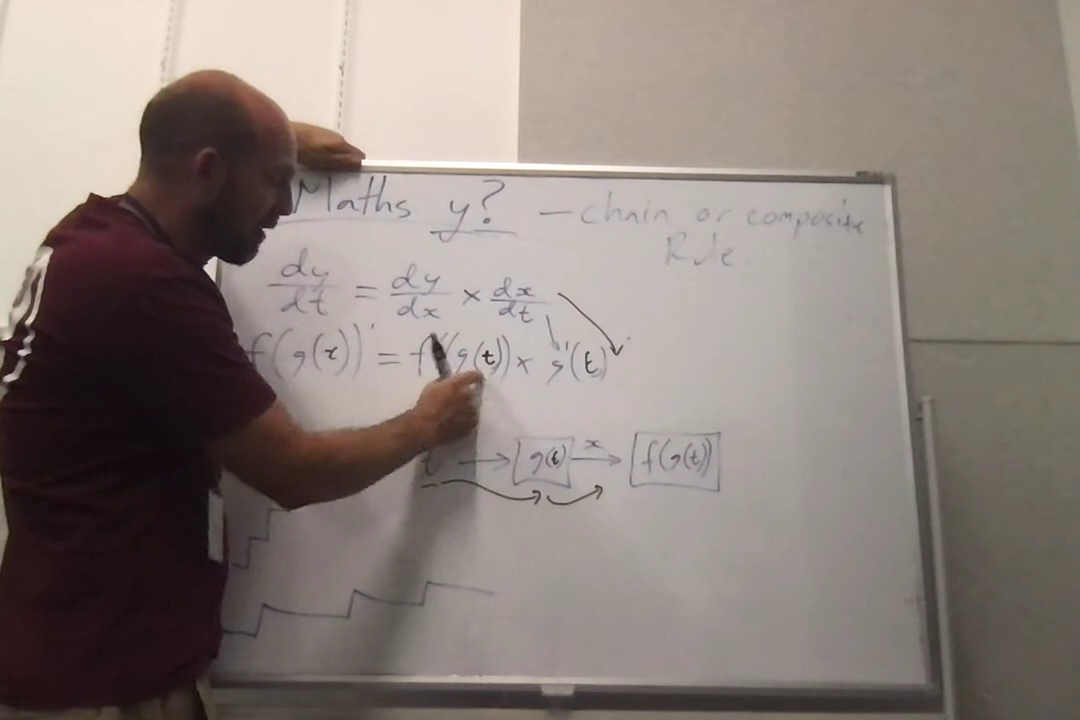 Maths y? — chain or composite
Rule.
dy/dt = dy/dx × dx/dt
f(g(x))' = f'(g(t)) × g'(t)
t → g(t) x → f(g(t))